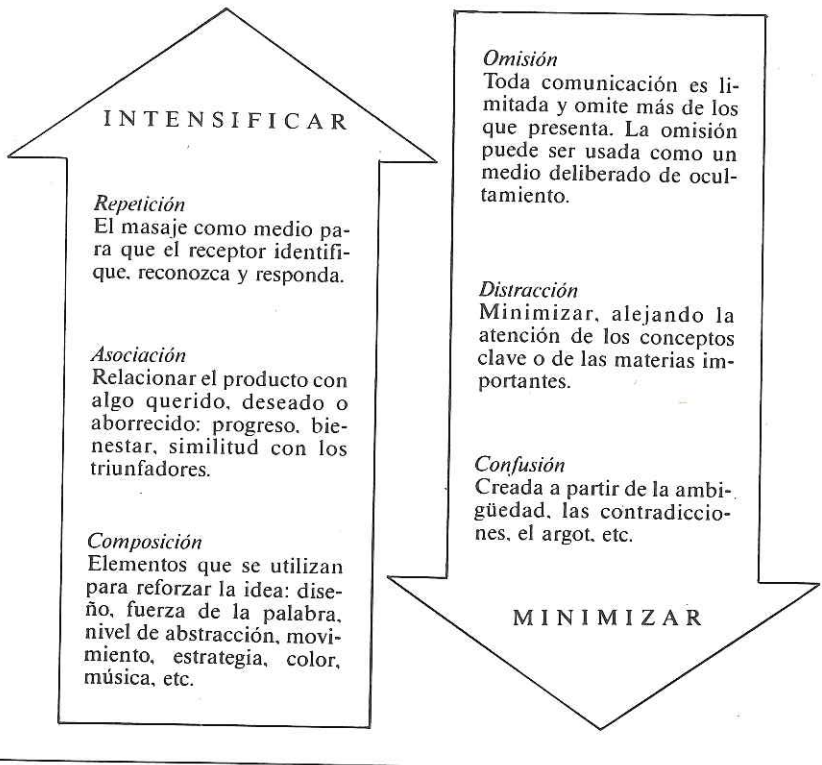 INTENSIFICAR
Repetición
El masaje como medio pa-
ra que el receptor identifi-
que, reconozca y responda.
Asociación
Relacionar el producto con
algo querido, deseado o
aborrecido: progreso, bie-
nestar, similitud con los
triunfadores.
Composición
Elementos que se utilizan
para reforzar la idea: dise-
ño, fuerza de la palabra,
nivel de abstracción, movi-
miento, estrategia, color,
música, etc.
Omisión
Toda comunicación es li-
mitada y omite más de los
que presenta. La omisión
puede ser usada como un
medio deliberado de ocul-
tamiento.
Distracción
Minimizar, alejando la
atención de los conceptos
clave o de las materias im-
portantes.
Confusión
Creada a partir de la ambi-
güedad, las contradiccio-
nes, el argot, etc.
MINIMIZAR